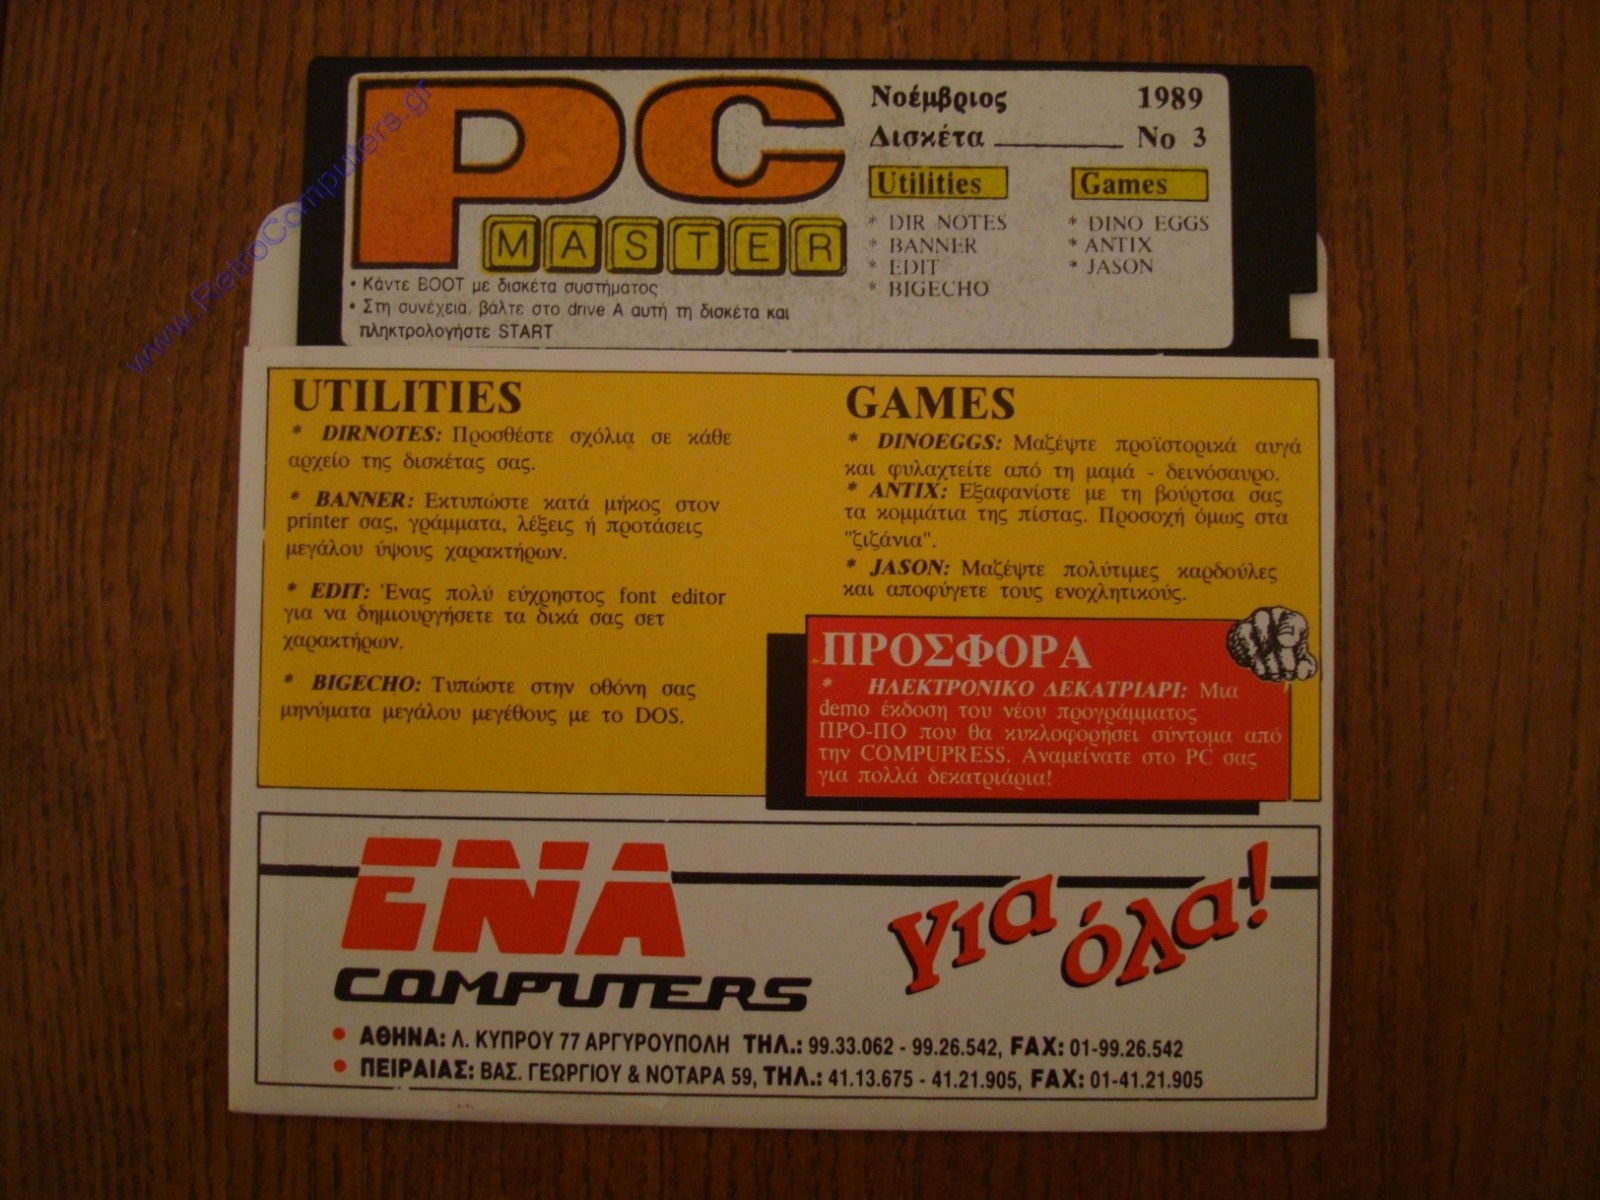 www.RetroComputers.gr
PC
MASTER
Νοέμβριος 1989
Δισκέτα No 3
Utilities Games
* DIR NOTES * DINO EGGS
* BANNER * ANTIX
* EDIT * JASON
* BIGECHO
• Κάντε BOOT με δισκέτα συστήματος
• Στη συνέχεια, βάλτε στο drive A αυτή τη δισκέτα και
πληκτρολογήστε START
UTILITIES
* DIRNOTES: Προσθέστε σχόλια σε κάθε
αρχείο της δισκέτας σας.
* BANNER: Εκτυπώστε κατά μήκος στον
printer σας, γράμματα, λέξεις ή προτάσεις
μεγάλου ύψους χαρακτήρων.
* EDIT: Ένας πολύ εύχρηστος font editor
για να δημιουργήσετε τα δικά σας σετ
χαρακτήρων.
* BIGECHO: Τυπώστε στην οθόνη σας
μηνύματα μεγάλου μεγέθους με το DOS.
GAMES
* DINOEGGS: Μαζέψτε προϊστορικά αυγά
και φυλαχτείτε από τη μαμά - δεινόσαυρο.
* ANTIX: Εξαφανίστε με τη βούρτσα σας
τα κομμάτια της πίστας. Προσοχή όμως στα
"ζιζάνια".
* JASON: Μαζέψτε πολύτιμες καρδούλες
και αποφύγετε τους ενοχλητικούς.
ΠΡΟΣΦΟΡΑ
* ΗΛΕΚΤΡΟΝΙΚΟ ΔΕΚΑΤΡΙΑΡΙ: Μια
demo έκδοση του νέου προγράμματος
ΠΡΟ-ΠΟ που θα κυκλοφορήσει σύντομα από
την COMPUPRESS. Αναμείνατε στο PC σας
για πολλά δεκατριάρια!
ENA
COMPUTERS
για όλα!
• ΑΘΗΝΑ: Λ. ΚΥΠΡΟΥ 77 ΑΡΓΥΡΟΥΠΟΛΗ ΤΗΛ.: 99.33.062 - 99.26.542, FAX: 01-99.26.542
• ΠΕΙΡΑΙΑΣ: ΒΑΣ. ΓΕΩΡΓΙΟΥ & ΝΟΤΑΡΑ 59, ΤΗΛ.: 41.13.675 - 41.21.905, FAX: 01-41.21.905